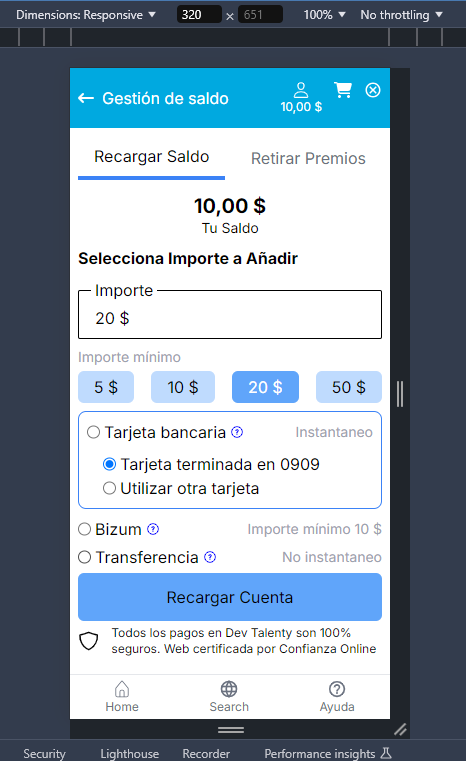 Dimensions: Responsive ▼ 320 × 651 100% ▼ No throttling ▼
← Gestión de saldo
10,00 $
Recargar Saldo Retirar Premios
10,00 $
Tu Saldo
Selecciona Importe a Añadir
Importe
20 $
Importe mínimo
5 $ 10 $ 20 $ 50 $
Tarjeta bancaria ? Instantaneo
Tarjeta terminada en 0909
Utilizar otra tarjeta
Bizum ? Importe mínimo 10 $
Transferencia ? No instantaneo
Recargar Cuenta
Todos los pagos en Dev Talenty son 100%
seguros. Web certificada por Confianza Online
Home Search Ayuda
Security Lighthouse Recorder Performance insights